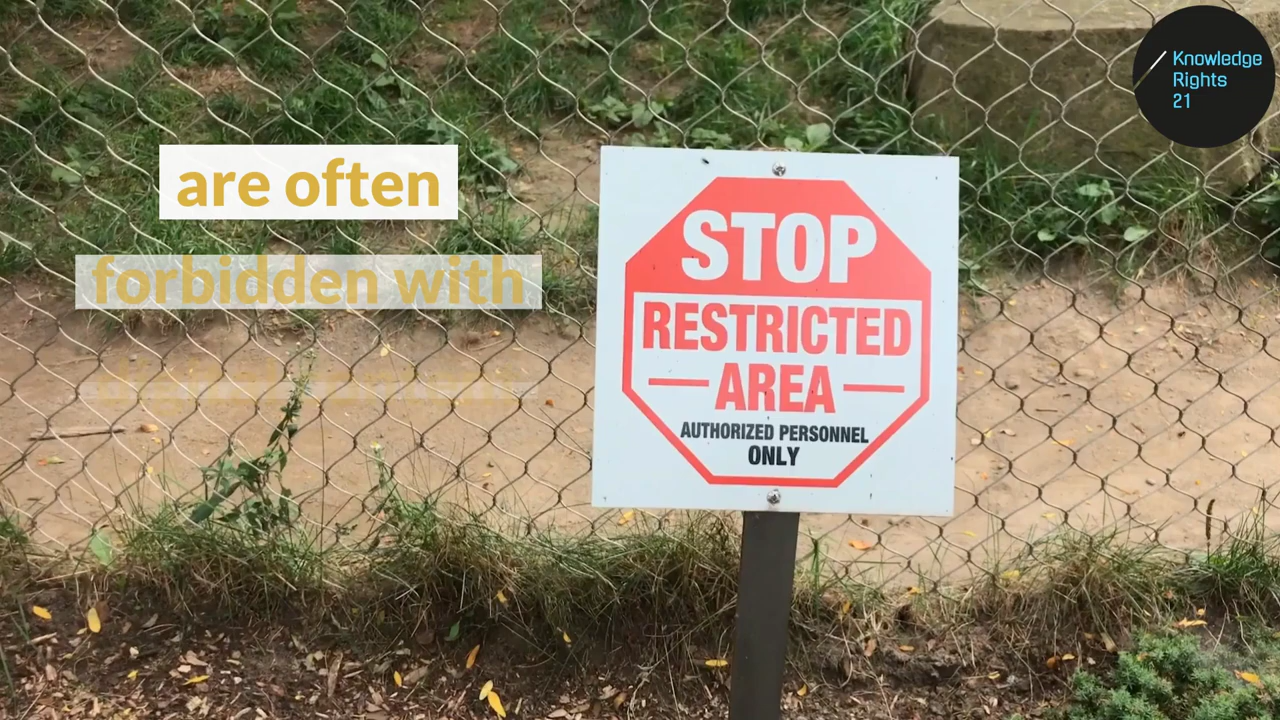 are often
forbidden with
STOP
RESTRICTED
AREA
AUTHORIZED PERSONNEL
ONLY
Knowledge
Rights
21